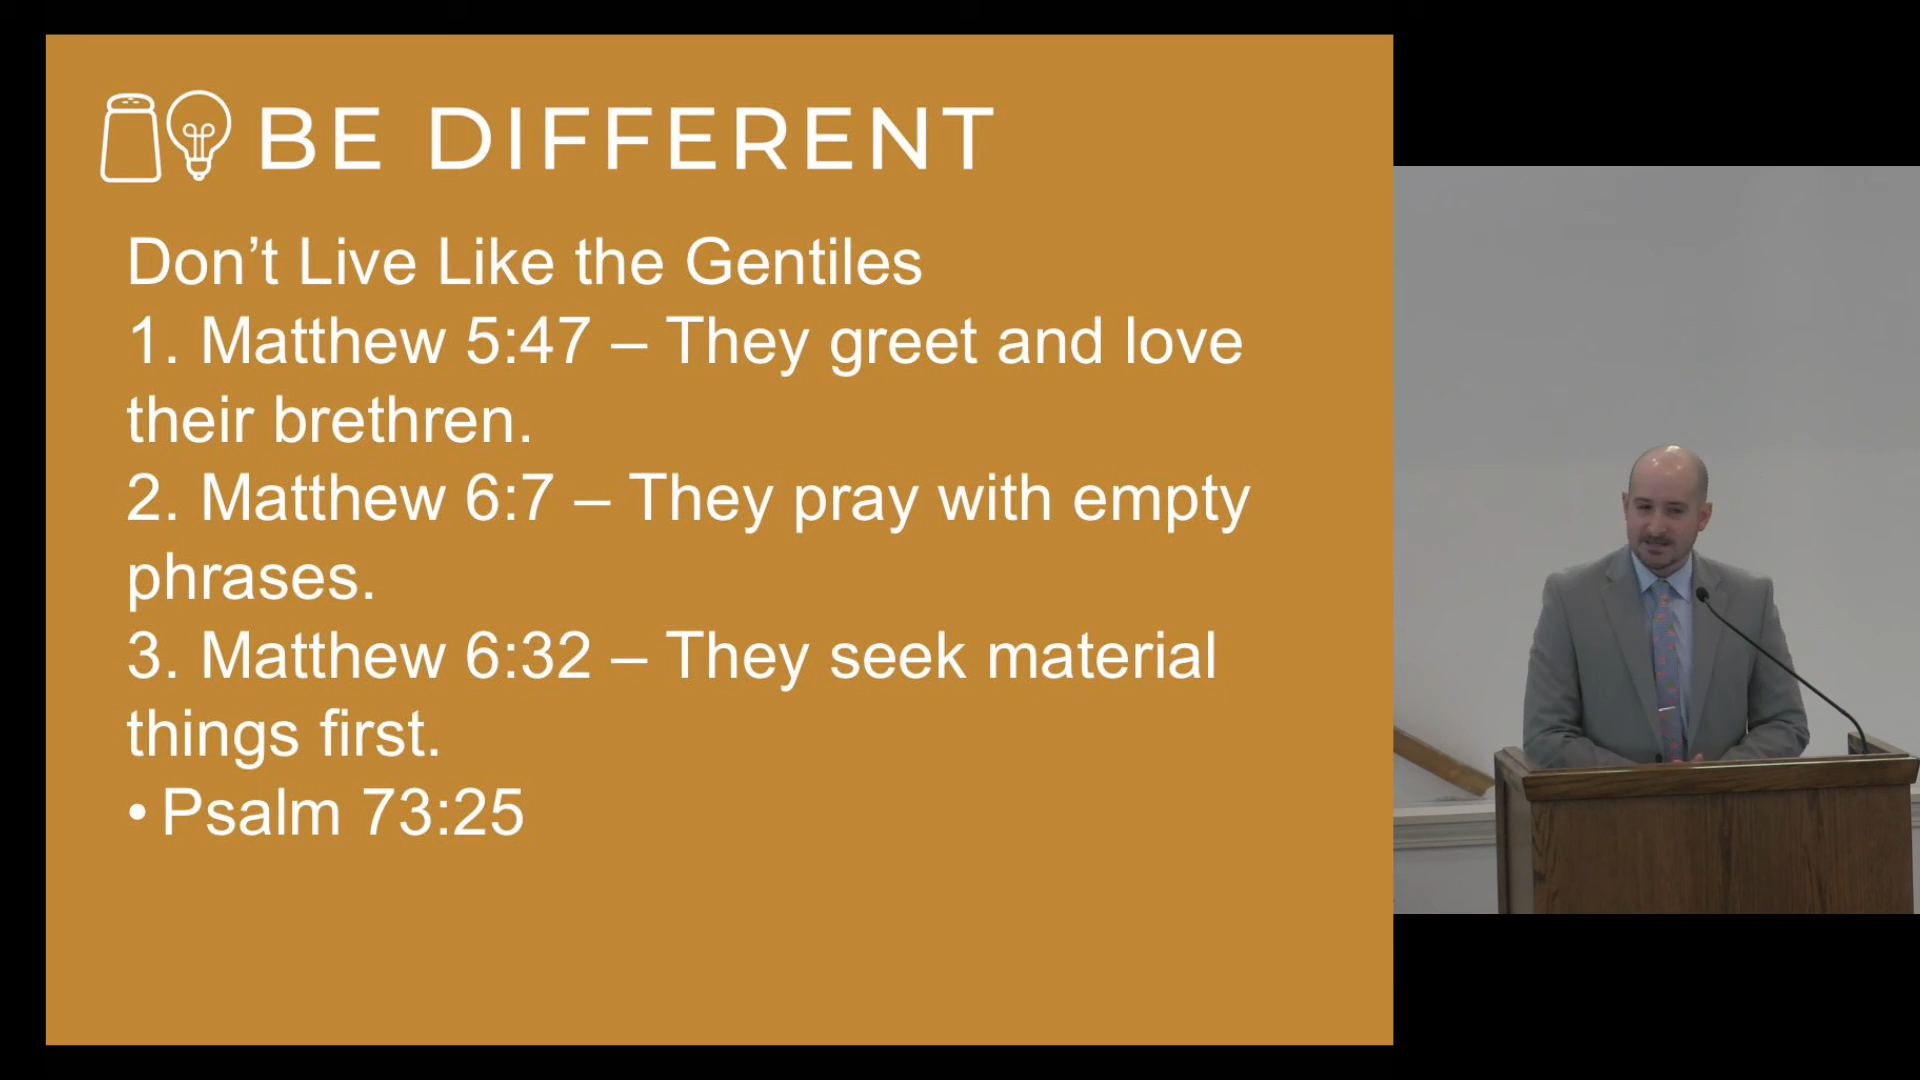 BE DIFFERENT
Don’t Live Like the Gentiles
1. Matthew 5:47 – They greet and love
their brethren.
2. Matthew 6:7 – They pray with empty
phrases.
3. Matthew 6:32 – They seek material
things first.
• Psalm 73:25